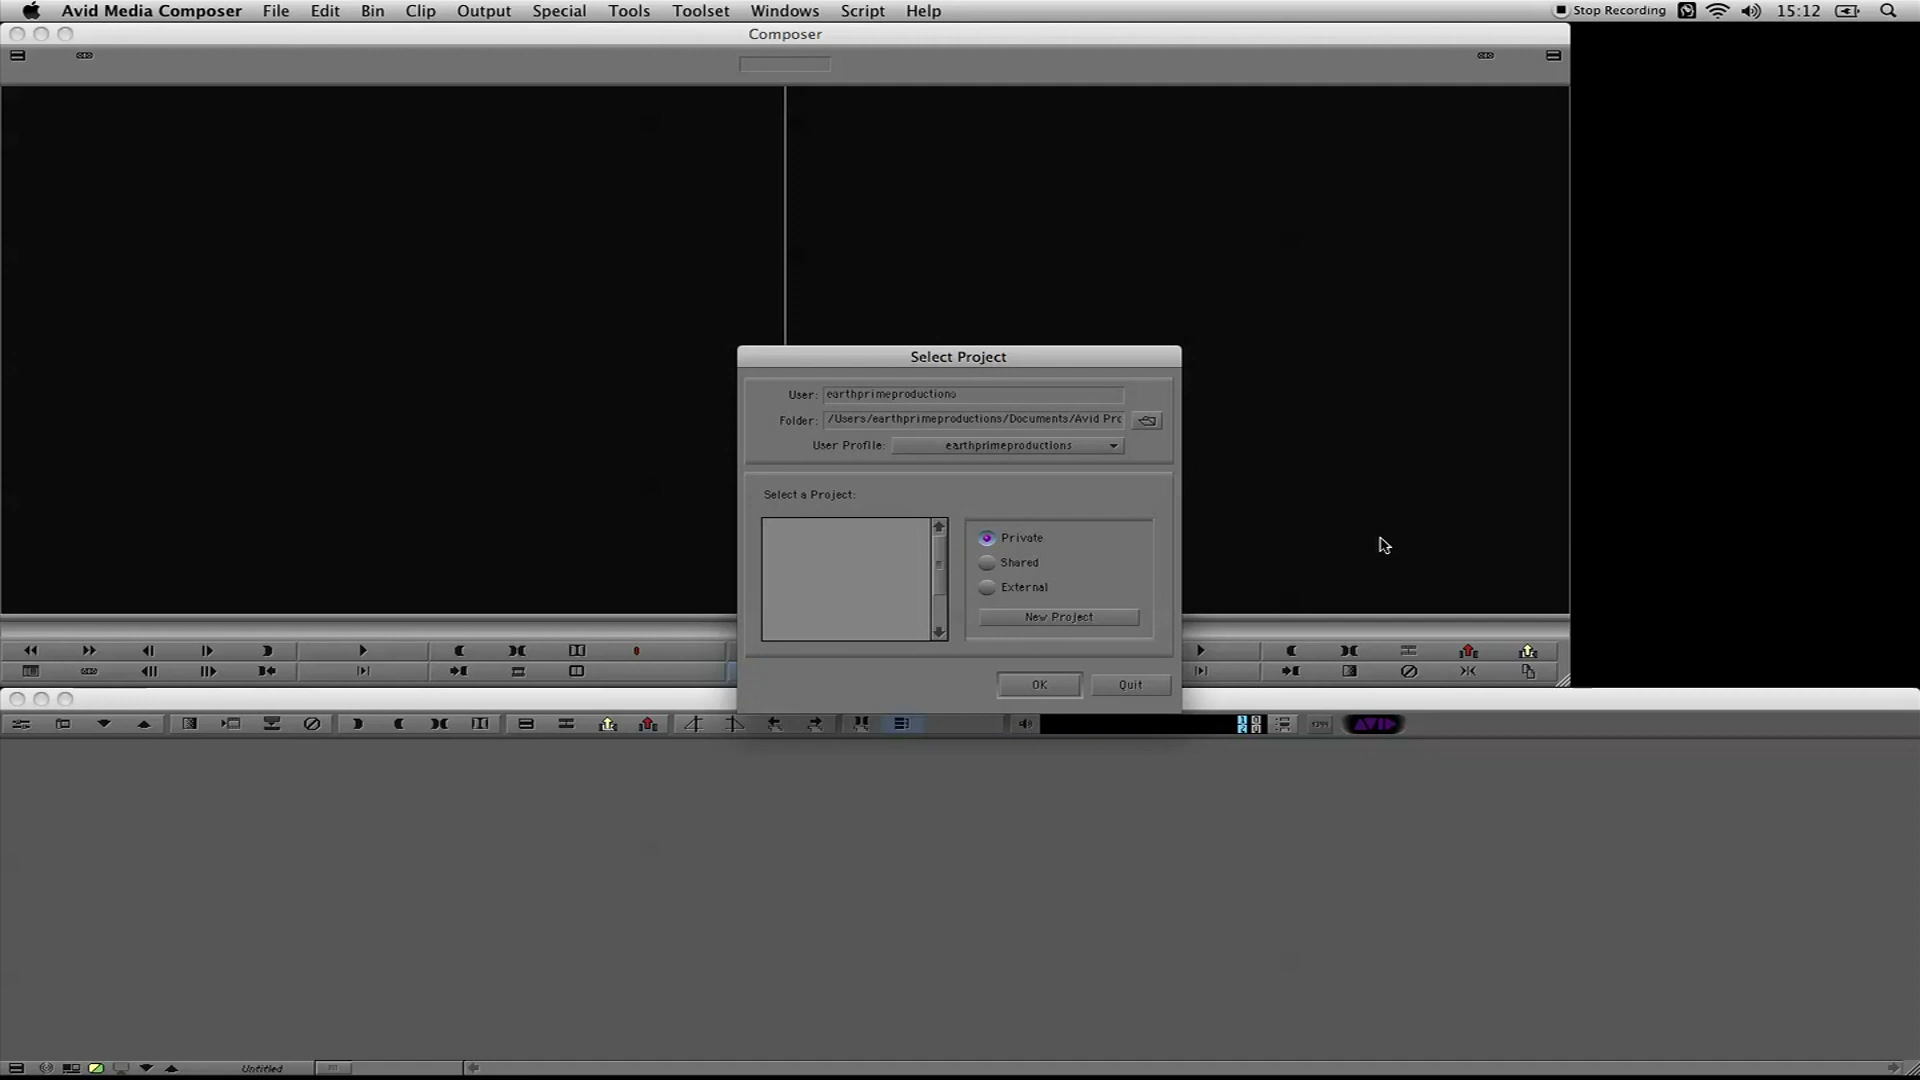 Avid Media Composer File Edit Bin Clip Output Special Tools Toolset Windows Script Help Stop Recording 15:12
Composer
Select Project
User: earthprimeproductions
Folder: /Users/earthprimeproductions/Documents/Avid Pro
User Profile: earthprimeproductions
Select a Project:
Private
Shared
External
New Project
OK Quit
AVID
Untitled